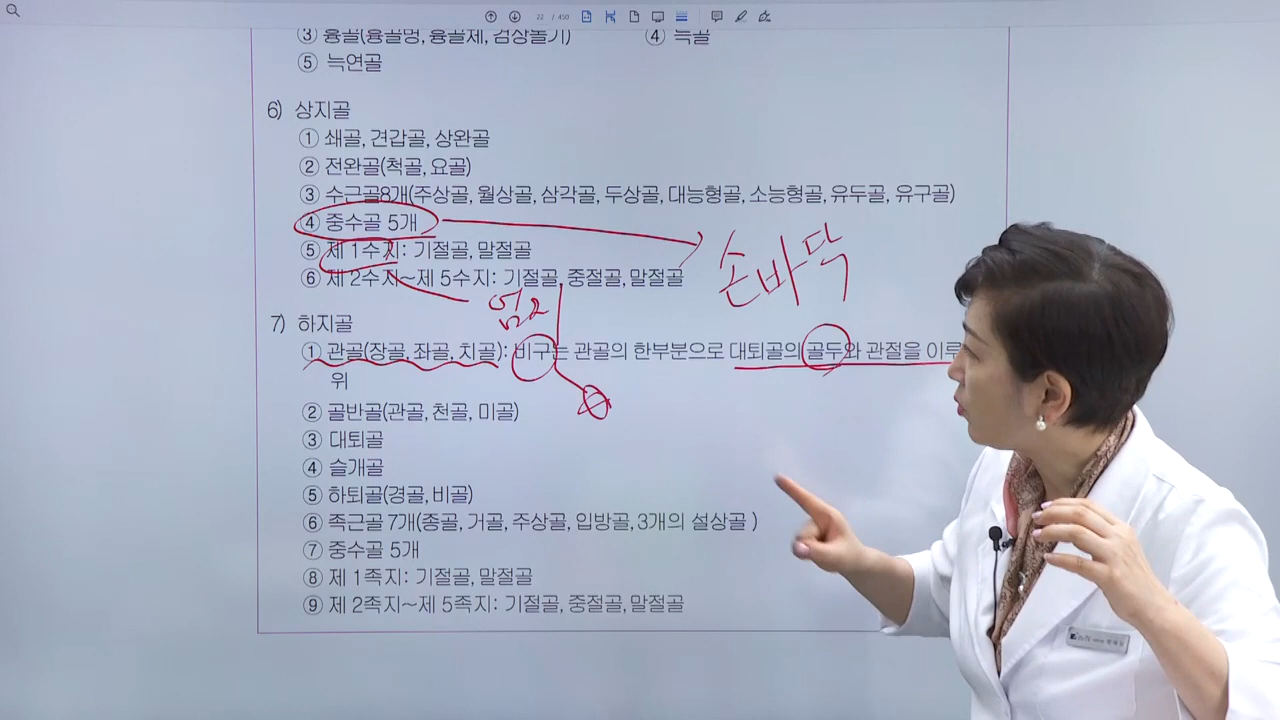 22 / 450
③ 흉골(흉골병, 흉골체, 검상돌기) ④ 늑골
⑤ 늑연골
6) 상지골
① 쇄골, 견갑골, 상완골
② 전완골(척골, 요골)
③ 수근골8개(주상골, 월상골, 삼각골, 두상골, 대능형골, 소능형골, 유두골, 유구골)
④ 중수골 5개
손바닥
⑤ 제 1수지: 기절골, 말절골
⑥ 제 2수지~제 5수지: 기절골, 중절골, 말절골
엄지
7) 하지골
① 관골(장골, 좌골, 치골): 비구는 관골의 한부분으로 대퇴골의 골두와 관절을 이루
위
② 골반골(관골, 천골, 미골)
③ 대퇴골
④ 슬개골
⑤ 하퇴골(경골, 비골)
⑥ 족근골 7개(종골, 거골, 주상골, 입방골, 3개의 설상골 )
⑦ 중수골 5개
⑧ 제 1족지: 기절골, 말절골
⑨ 제 2족지~제 5족지: 기절골, 중절골, 말절골